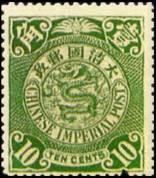 大清國郵政
CHINESE IMPERIAL POST
10 TEN CENTS 10